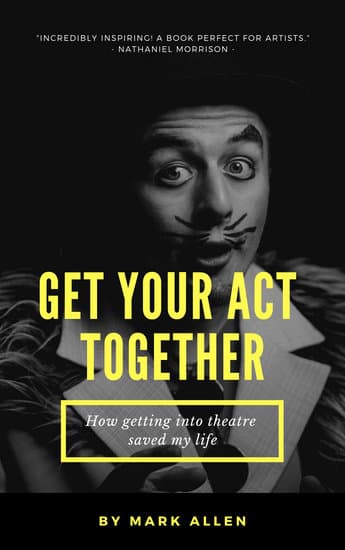 "INCREDIBLY INSPIRING! A BOOK PERFECT FOR ARTISTS."
- NATHANIEL MORRISON -
GET YOUR ACT
TOGETHER
How getting into theatre
saved my life
BY MARK ALLEN